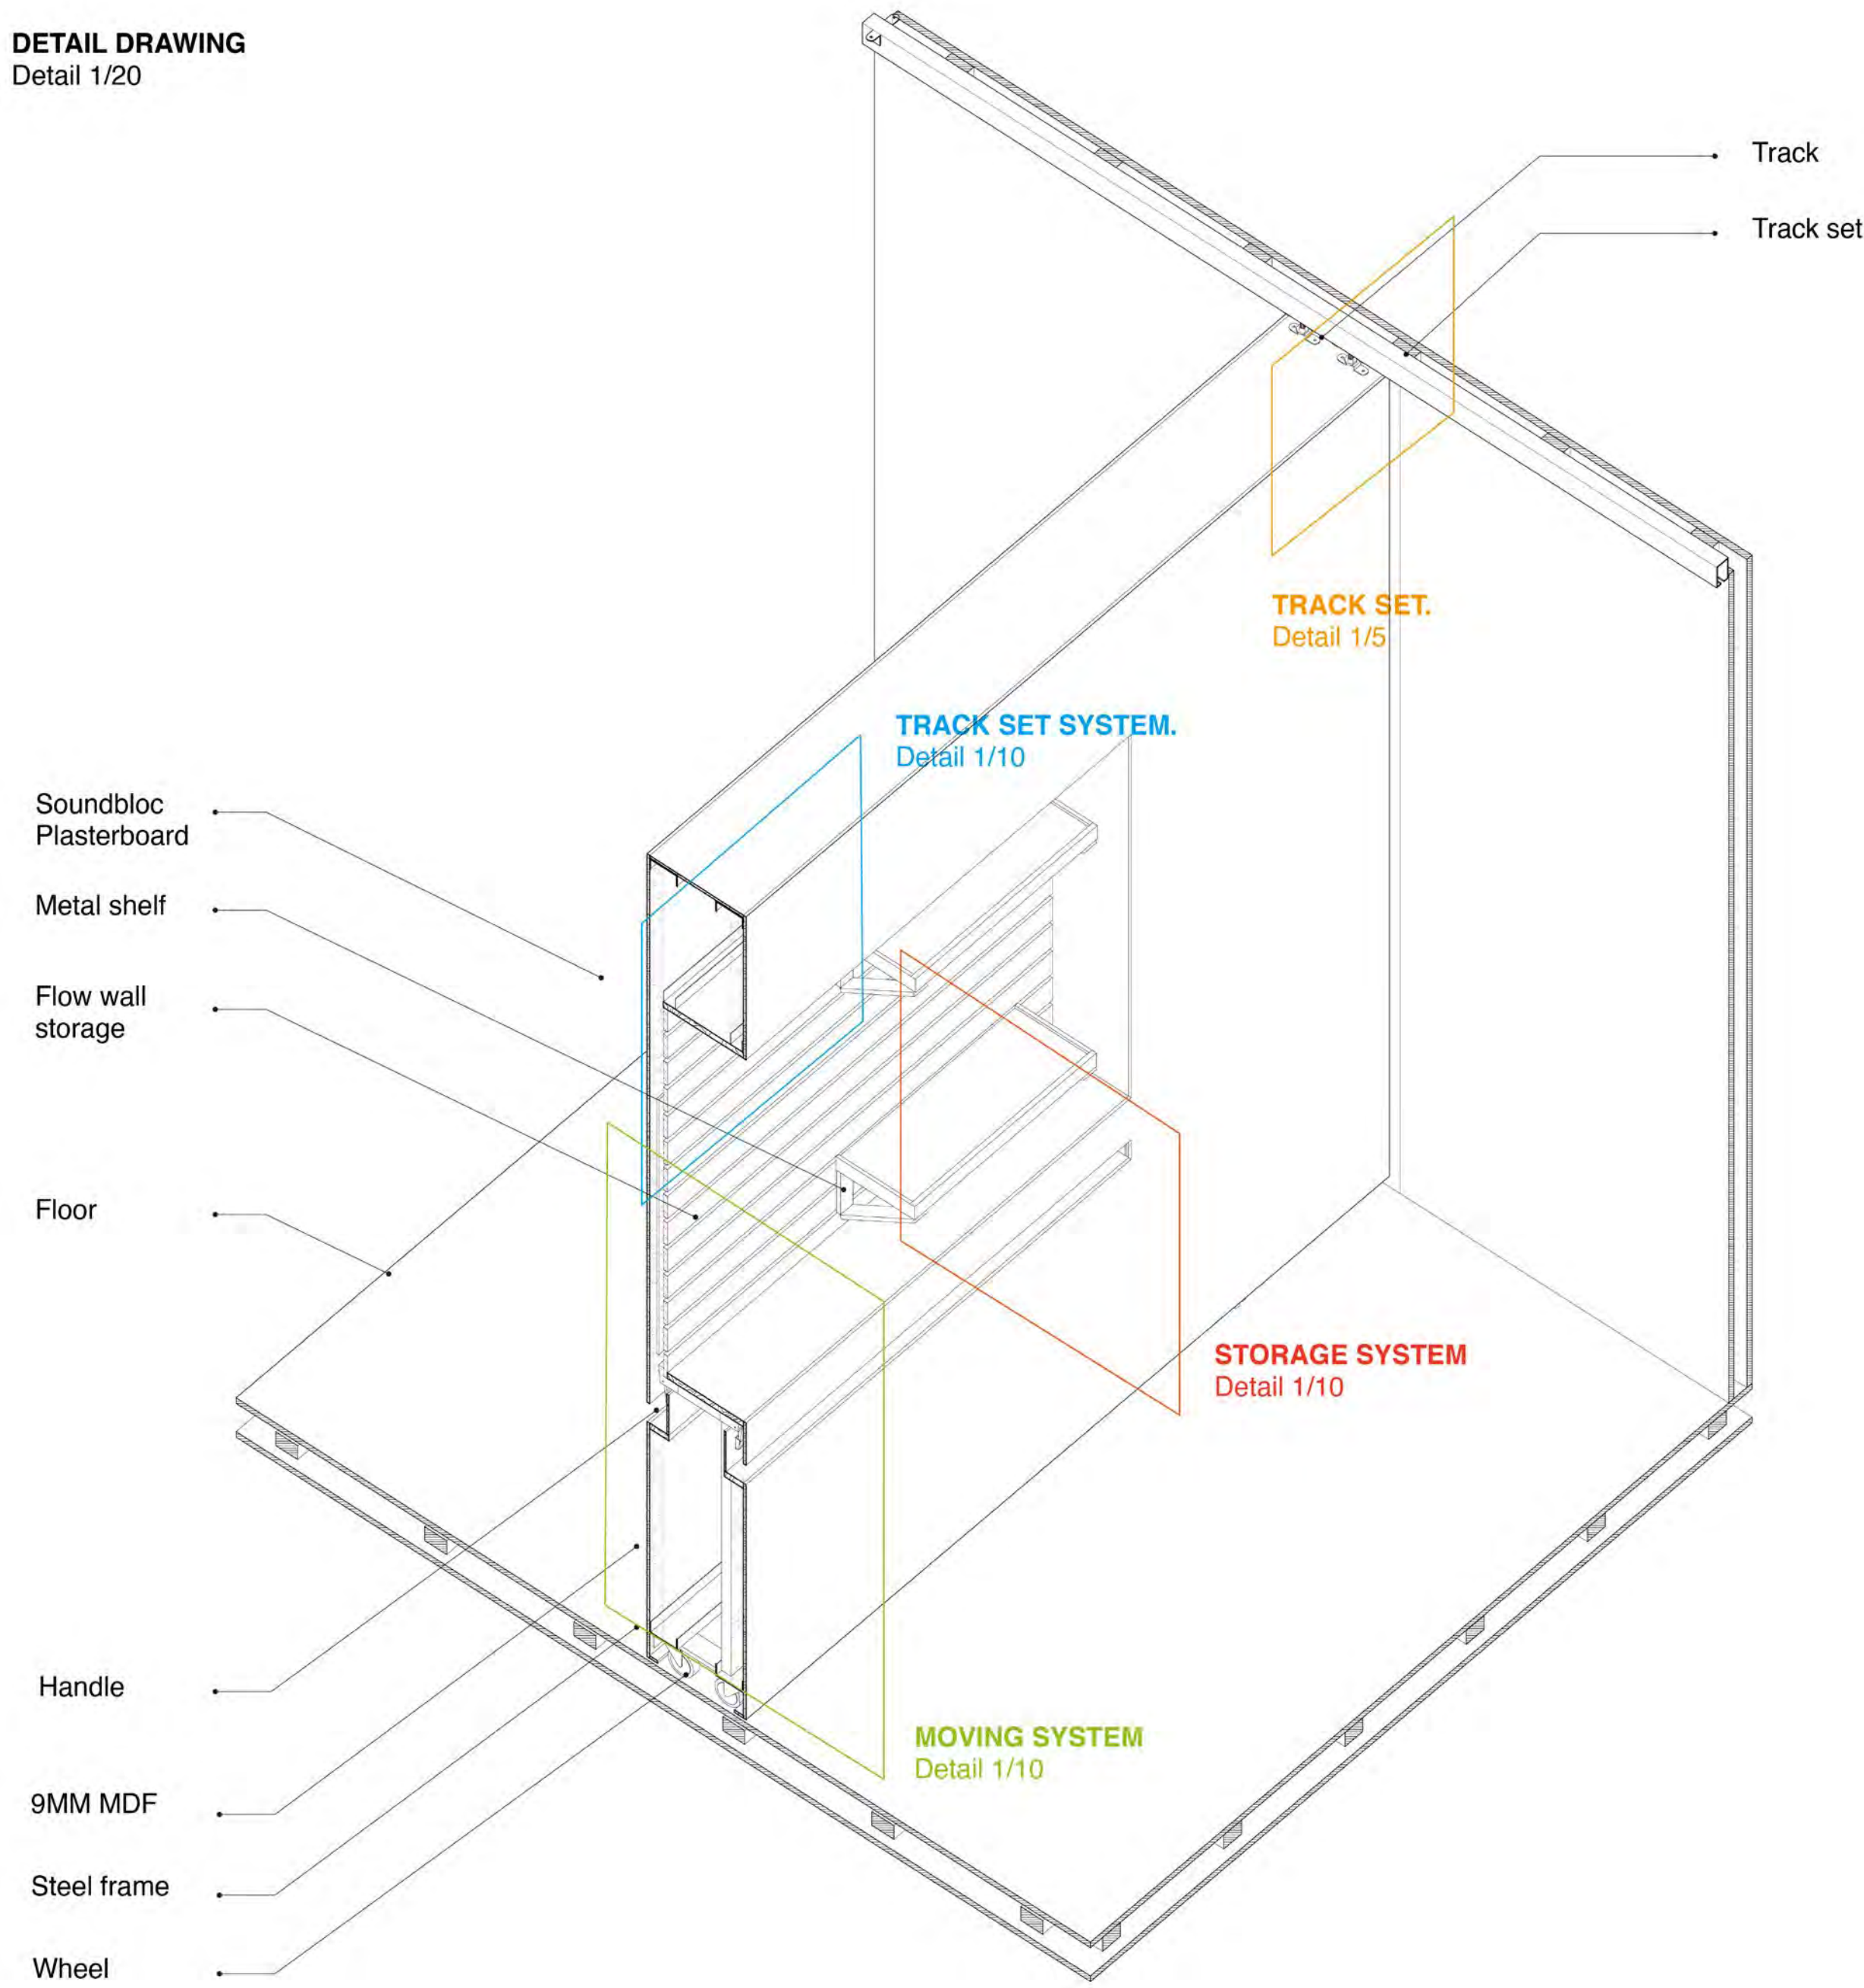 DETAIL DRAWING
Detail 1/20
Track
Track set
TRACK SET.
Detail 1/5
TRACK SET SYSTEM.
Detail 1/10
Soundbloc
Plasterboard
Metal shelf
Flow wall
storage
Floor
STORAGE SYSTEM
Detail 1/10
Handle
MOVING SYSTEM
Detail 1/10
9MM MDF
Steel frame
Wheel